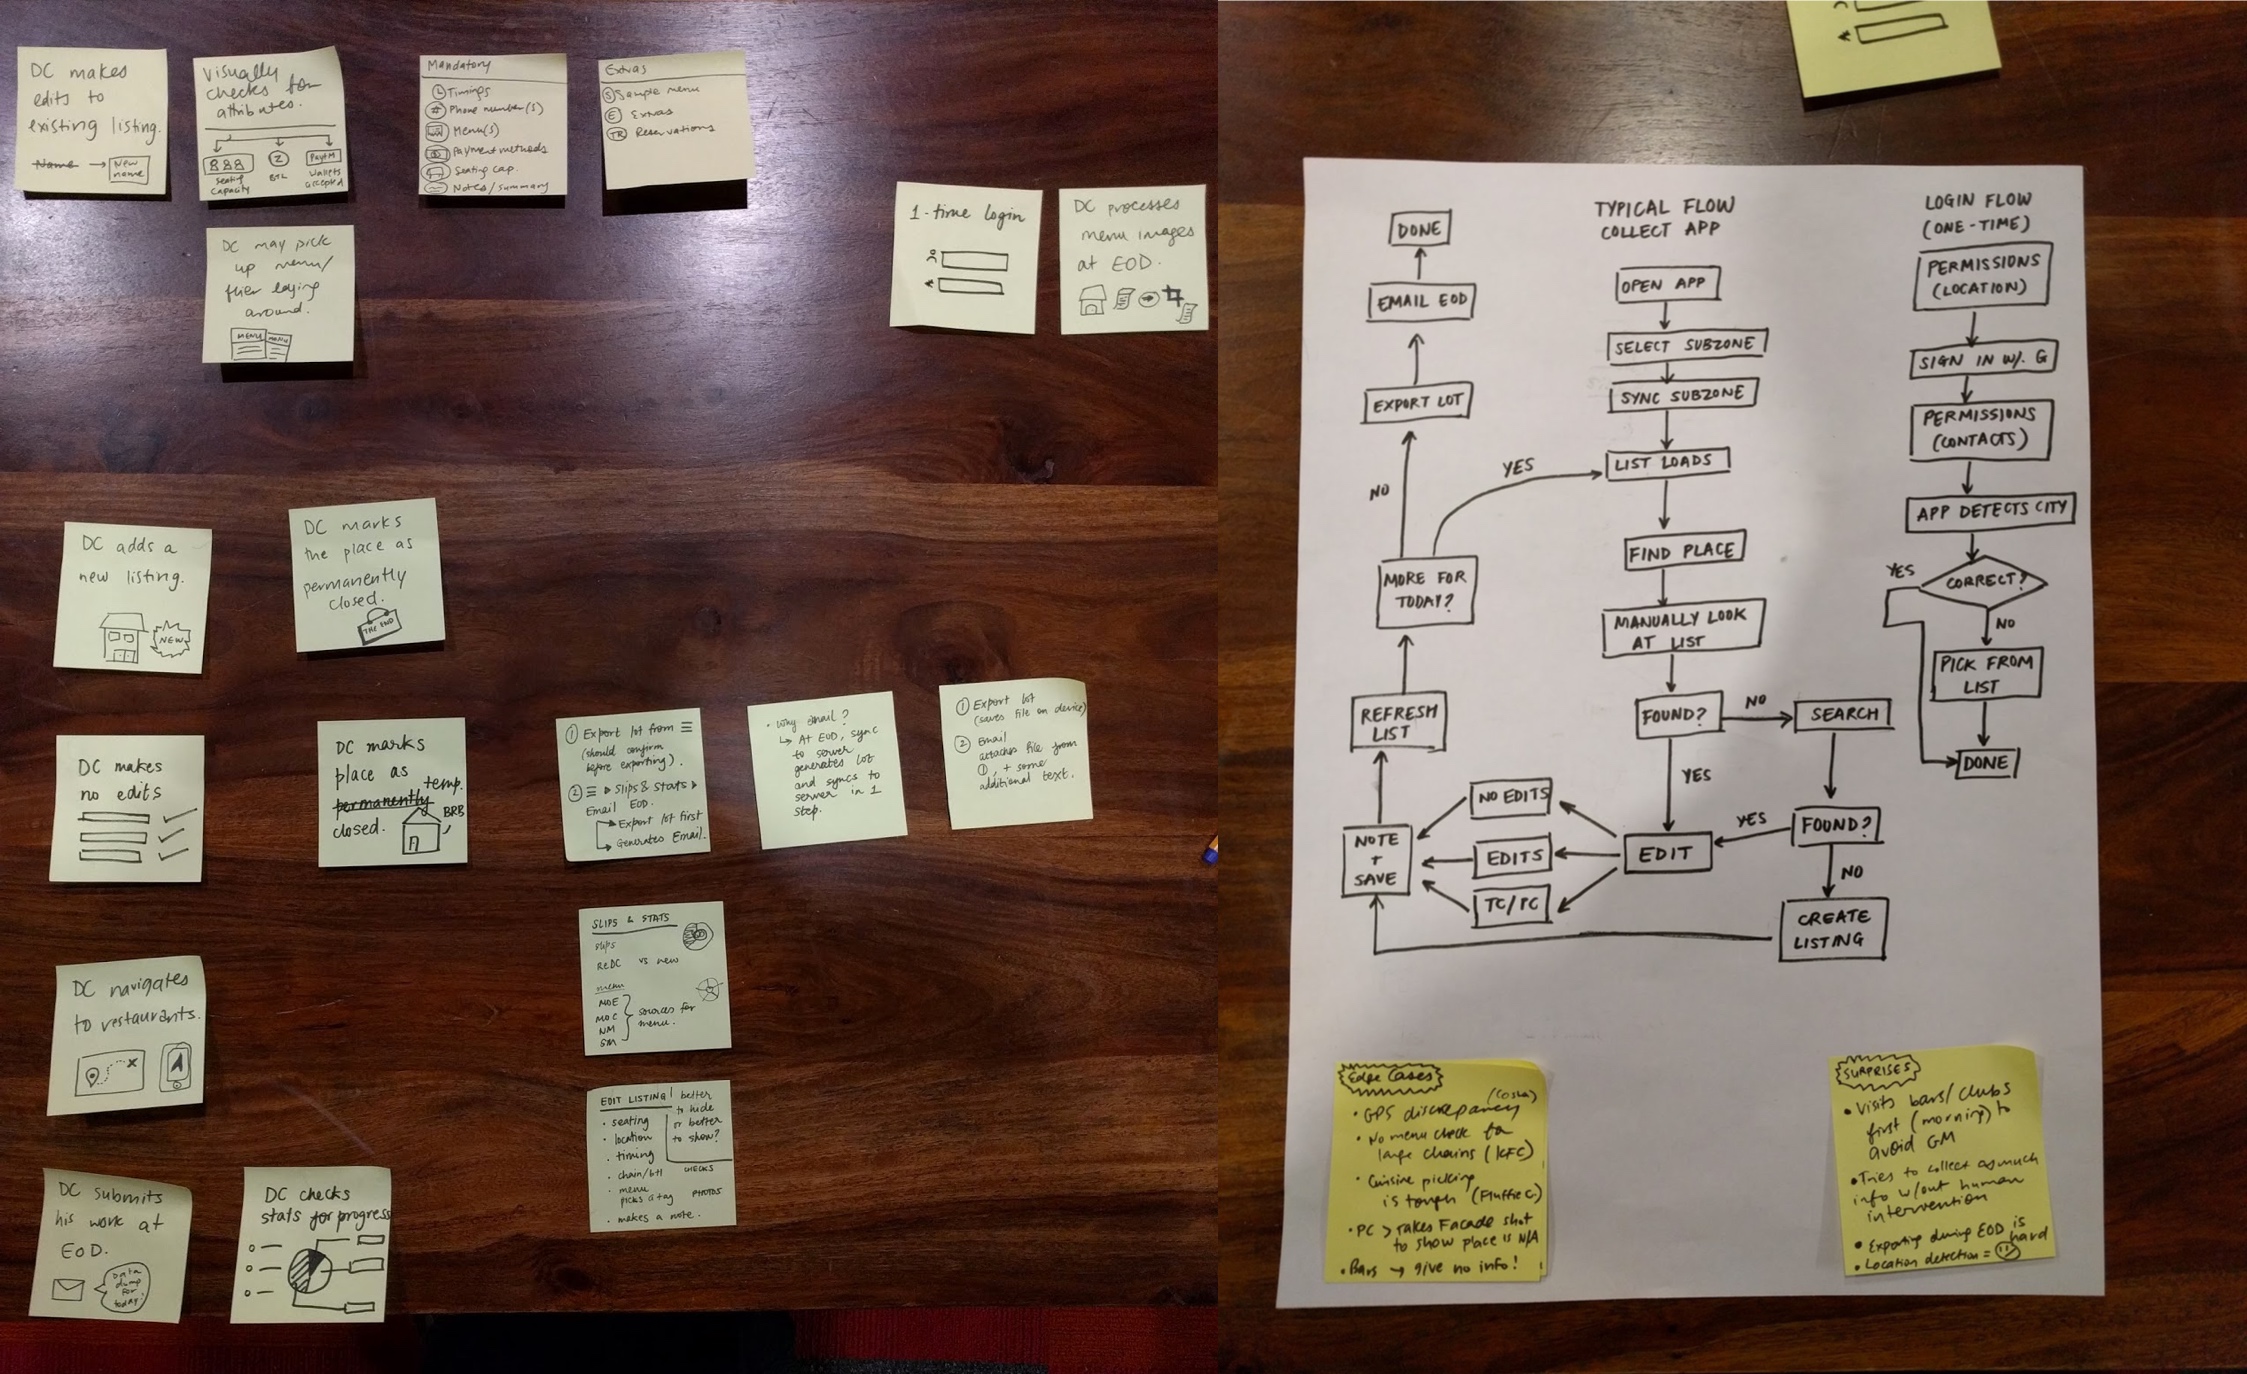 DC makes
edits to
existing listing.
Name → New
name
Visually
checks for
attributes.
Seating
Capacity
Z
BTL
PayTM
Wallets
accepted
Mandatory
L Timings
# Phone number(s)
Menu(s)
Payment methods
Seating cap.
Notes/summary
Extras
S Sample menu
E Extras
TR Reservations
DC may pick
up menu/
flier laying
around.
MENU
MENU
1-time login
DC processes
menu images
at EOD.
DC adds a
new listing.
NEW
DC marks
the place as
permanently
closed.
THE END
DC makes
no edits
DC marks
place as
permanently temp.
closed.
BRB
① Export lot from ☰
(should confirm
before exporting).
② ☰ ▷ Slips & Stats ▷
Email EOD.
Export lot first
Generates Email.
• Why email?
↳ At EOD, sync
to server
generates lot
and syncs to
server in 1
step.
① Export lot
(saves file on device)
② Email
attaches file from
①, + some
additional text.
SLIPS & STATS
slips
ReDC vs new
menu
MOE
MOC
NM
SM
sources for
menu.
DC navigates
to restaurants.
EDIT LISTING
• seating
• location
• timing
• chain/btl
• menu
picks a tag
• makes a note.
better
to hide
or better
to show?
CHECKS
PHOTOS
DC submits
his work at
EOD.
Data
dump for
today!
DC checks
stats for progress
DONE
EMAIL EOD
EXPORT LOT
NO
YES
MORE FOR
TODAY?
REFRESH
LIST
NOTE
+
SAVE
TYPICAL FLOW
COLLECT APP
OPEN APP
SELECT SUBZONE
SYNC SUBZONE
LIST LOADS
FIND PLACE
MANUALLY LOOK
AT LIST
FOUND?
NO
SEARCH
YES
NO EDITS
EDITS
TC/PC
EDIT
YES
FOUND?
NO
CREATE
LISTING
LOGIN FLOW
(ONE-TIME)
PERMISSIONS
(LOCATION)
SIGN IN W/. G
PERMISSIONS
(CONTACTS)
APP DETECTS CITY
YES
CORRECT?
NO
PICK FROM
LIST
DONE
Edge Cases
• GPS discrepancy
• No menu check for
large chains (KFC)
• Cuisine picking
is tough
• PC > Takes Facade shot
to show place is N/A
• Bars → give no info!
SURPRISES
• Visits bars/clubs
first (morning) to
avoid GM
• Tries to collect as much
info w/out human
intervention
• Exporting during EOD is hard
• Location detection =